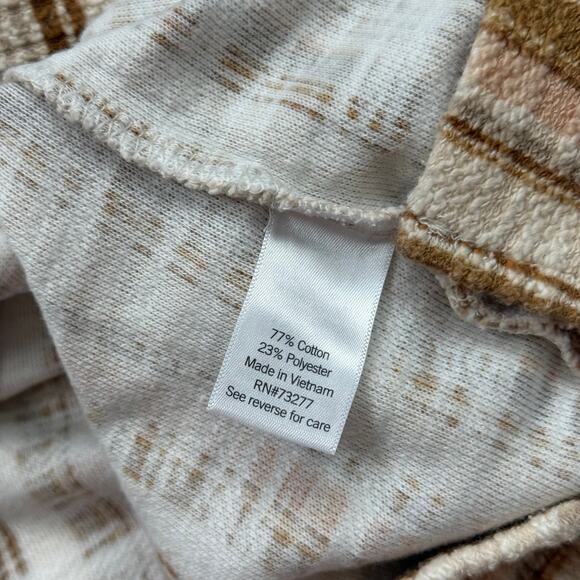 77% Cotton
23% Polyester
Made in Vietnam
RN#73277
See reverse for care